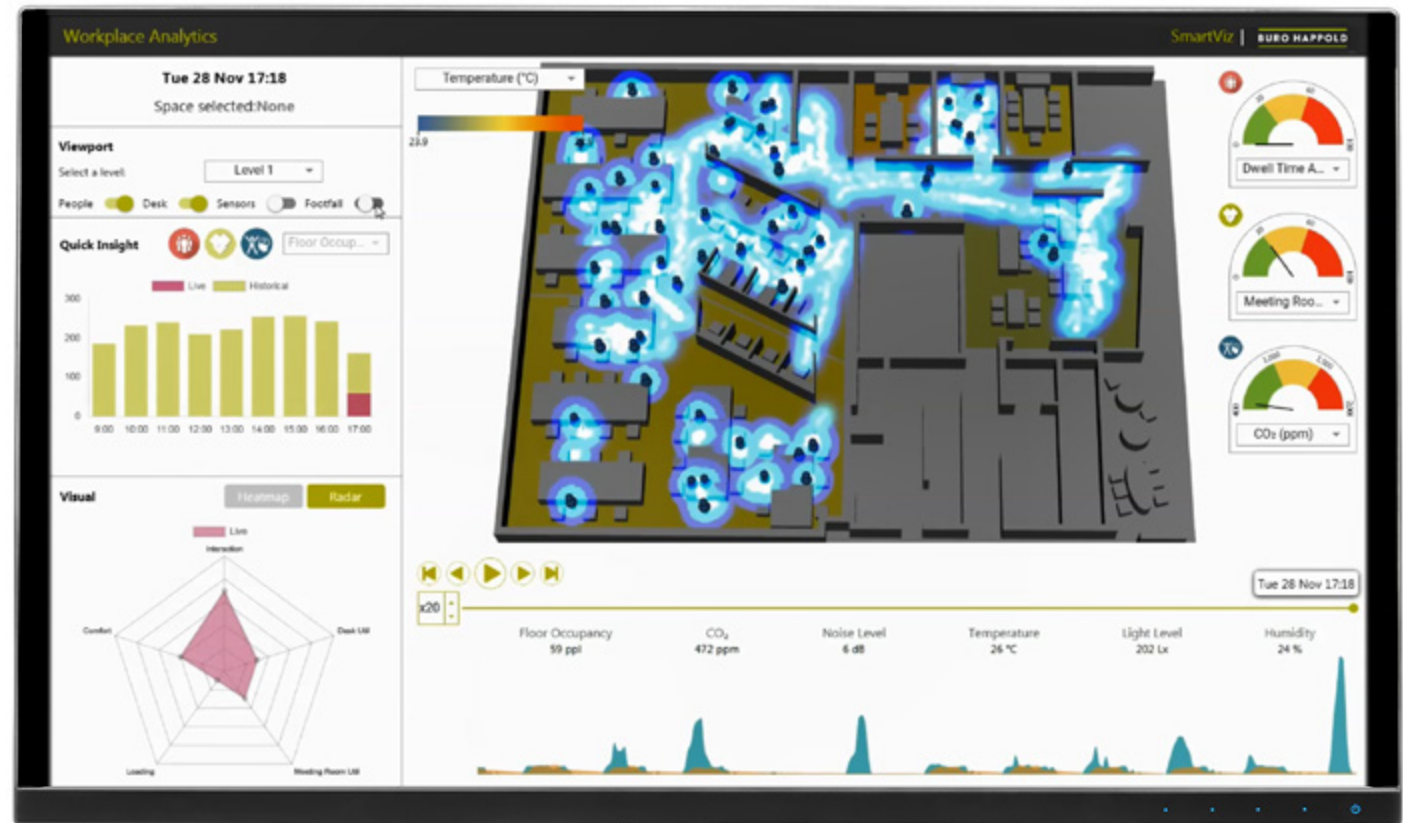 Workplace Analytics
SmartViz | BURO HAPPOLD
Tue 28 Nov 17:18
Space selected:None
Viewport
Select a level:
Level 1
People
Desk
Sensors
Footfall
Quick Insight
Floor Occup...
Live
Historical
300
200
100
0
9:00 10:00 11:00 12:00 13:00 14:00 15:00 16:00 17:00
Visual
Heatmap
Radar
Live
Interaction
Comfort
Desk Util
Loading
Meeting Room Util
Temperature (°C)
23.9
Dwell Time A...
Meeting Roo...
CO₂ (ppm)
Tue 28 Nov 17:18
x20
Floor Occupancy
59 ppl
CO₂
472 ppm
Noise Level
6 dB
Temperature
26 °C
Light Level
202 Lx
Humidity
24 %